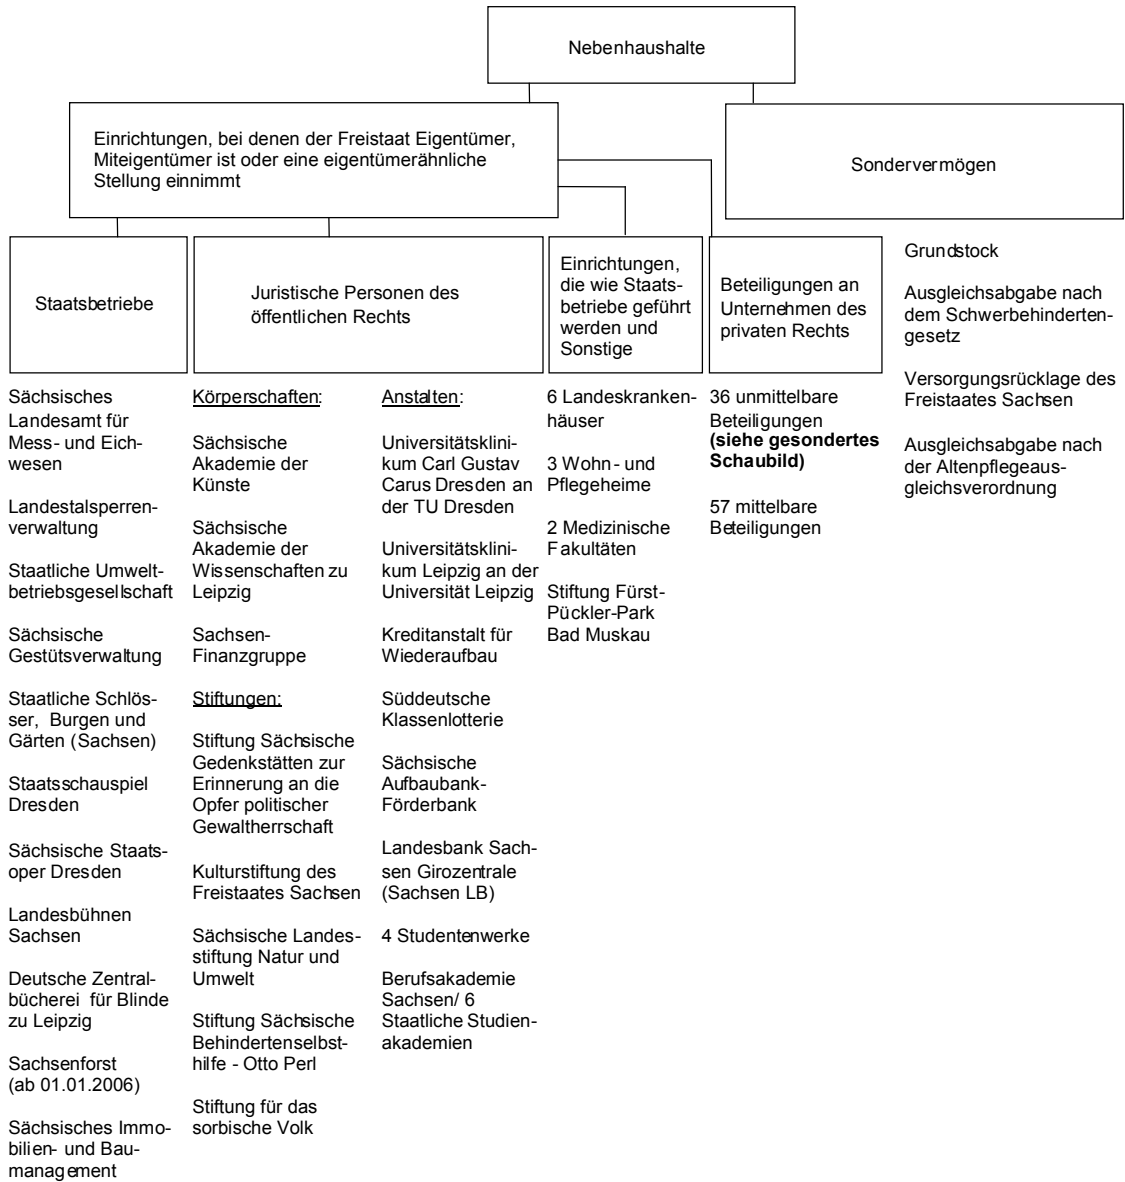 Nebenhaushalte
Einrichtungen, bei denen der Freistaat Eigentümer,
Miteigentümer ist oder eine eigentümerähnliche
Stellung einnimmt
Sondervermögen
Staatsbetriebe
Juristische Personen des
öffentlichen Rechts
Einrichtungen,
die wie Staats-
betriebe geführt
werden und
Sonstige
Beteiligungen an
Unternehmen des
privaten Rechts
Grundstock
Ausgleichsabgabe nach
dem Schwerbehinderten-
gesetz
Versorgungsrücklage des
Freistaates Sachsen
Ausgleichsabgabe nach
der Altenpflegeaus-
gleichsverordnung
Sächsisches
Landesamt für
Mess- und Eich-
wesen
Landestalsperren-
verwaltung
Staatliche Umwelt-
betriebsgesellschaft
Sächsische
Gestütsverwaltung
Staatliche Schlös-
ser, Burgen und
Gärten (Sachsen)
Staatsschauspiel
Dresden
Sächsische Staats-
oper Dresden
Landesbühnen
Sachsen
Deutsche Zentral-
bücherei für Blinde
zu Leipzig
Sachsenforst
(ab 01.01.2006)
Sächsisches Immo-
bilien- und Bau-
management
Körperschaften:
Sächsische
Akademie der
Künste
Sächsische
Akademie der
Wissenschaften zu
Leipzig
Sachsen-
Finanzgruppe
Stiftungen:
Stiftung Sächsische
Gedenkstätten zur
Erinnerung an die
Opfer politischer
Gewaltherrschaft
Kulturstiftung des
Freistaates Sachsen
Sächsische Landes-
stiftung Natur und
Umwelt
Stiftung Sächsische
Behindertenselbst-
hilfe - Otto Perl
Stiftung für das
sorbische Volk
Anstalten:
Universitätsklini-
kum Carl Gustav
Carus Dresden an
der TU Dresden
Universitätsklini-
kum Leipzig an der
Universität Leipzig
Kreditanstalt für
Wiederaufbau
Süddeutsche
Klassenlotterie
Sächsische
Aufbaubank-
Förderbank
Landesbank Sach-
sen Girozentrale
(Sachsen LB)
4 Studentenwerke
Berufsakademie
Sachsen/ 6
Staatliche Studien-
akademien
6 Landeskranken-
häuser
3 Wohn- und
Pflegeheime
2 Medizinische
Fakultäten
Stiftung Fürst-
Pückler-Park
Bad Muskau
36 unmittelbare
Beteiligungen
(siehe gesondertes
Schaubild)
57 mittelbare
Beteiligungen